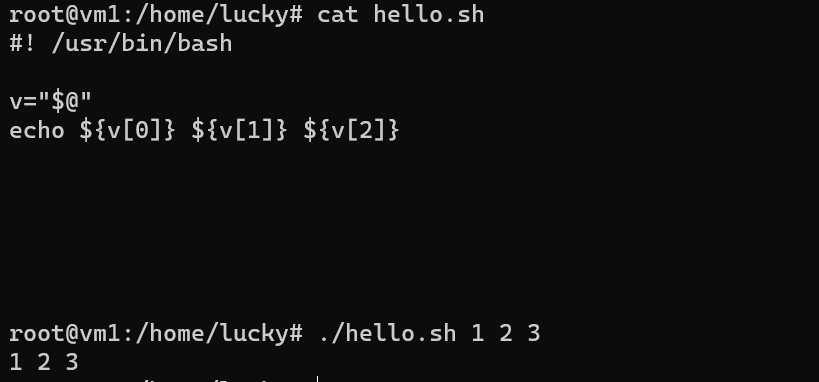 root@vm1:/home/lucky# cat hello.sh
#! /usr/bin/bash
v="$@"
echo ${v[0]} ${v[1]} ${v[2]}
root@vm1:/home/lucky# ./hello.sh 1 2 3
1 2 3